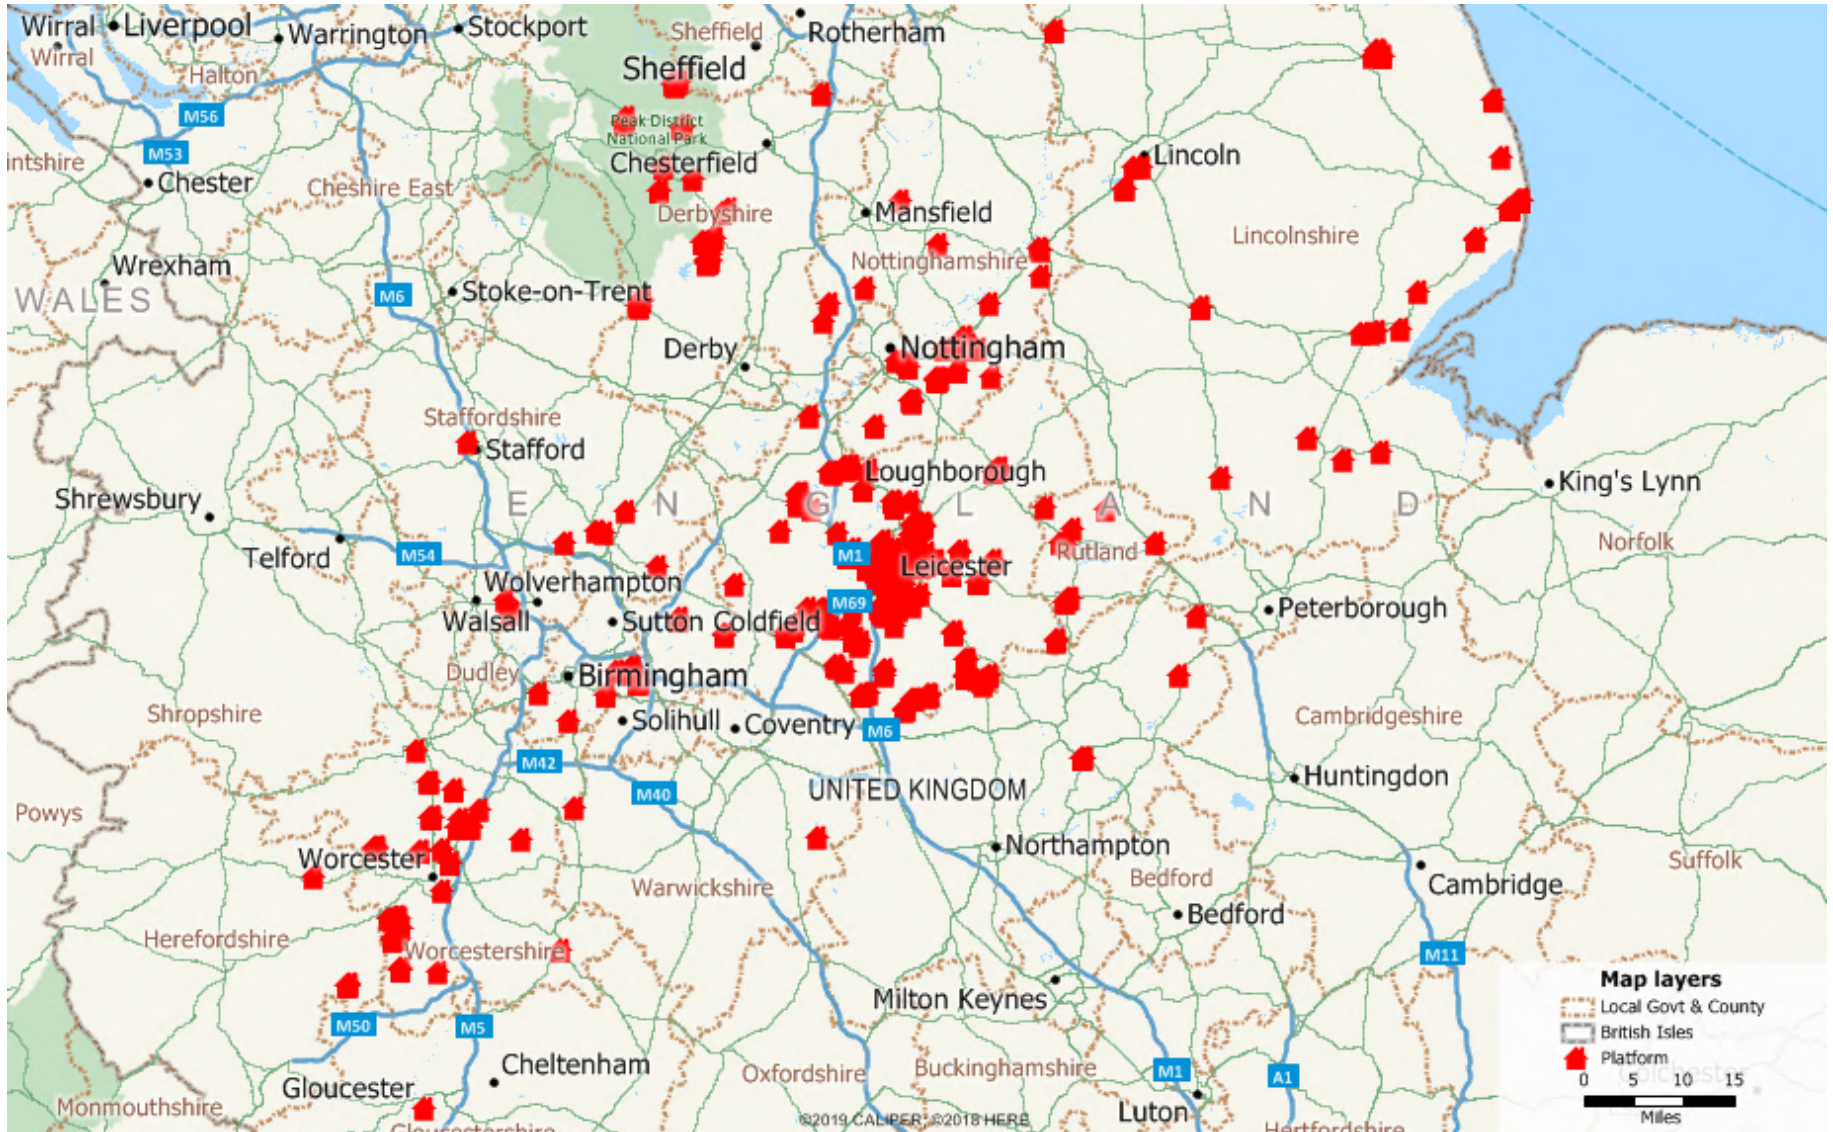 Wirral
Liverpool
Warrington
Stockport
Sheffield
Rotherham
Wirral
Halton
Sheffield
M56
Peak District
National Park
M53
intshire
Chester
Cheshire East
Chesterfield
Lincoln
Derbyshire
Mansfield
Lincolnshire
Wrexham
Nottinghamshire
WALES
M6
Stoke-on-Trent
Derby
Nottingham
Staffordshire
Stafford
Loughborough
King's Lynn
Shrewsbury
E N G L A N D
Telford
M54
M1
Leicester
Rutland
Norfolk
Wolverhampton
M69
Walsall
Sutton Coldfield
Peterborough
Dudley
Birmingham
Shropshire
Solihull
Coventry
M6
Cambridgeshire
M42
M40
UNITED KINGDOM
Huntingdon
Powys
Worcester
Northampton
Suffolk
Warwickshire
Bedford
Cambridge
Bedford
Herefordshire
Worcestershire
M11
Milton Keynes
Map layers
Local Govt & County
M50
M5
British Isles
Platform
Cheltenham
Oxfordshire
Buckinghamshire
M1
A1
Colchester
0 5 10 15
Miles
Gloucester
Monmouthshire
Luton
©2019 CALIPER; ©2018 HERE
Gloucestershire
Hertfordshire